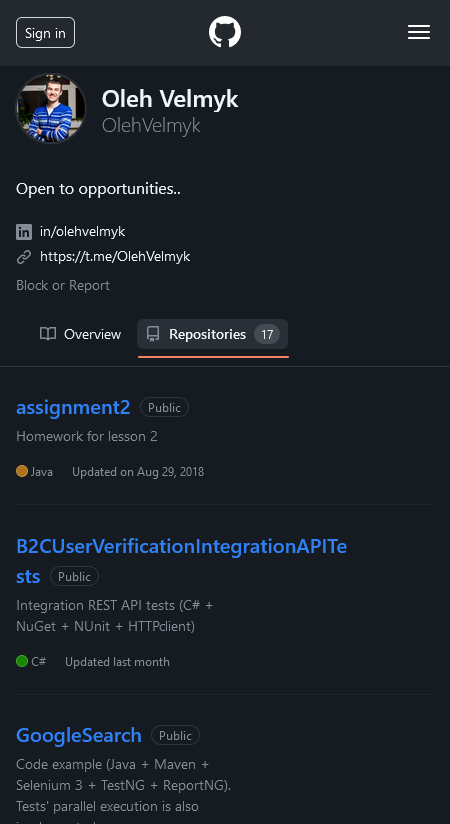 Sign in
Oleh Velmyk
OlehVelmyk
Open to opportunities..
in/olehvelmyk
https://t.me/OlehVelmyk
Block or Report
Overview
Repositories 17
assignment2 Public
Homework for lesson 2
Java Updated on Aug 29, 2018
B2CUserVerificationIntegrationAPITe
sts Public
Integration REST API tests (C# +
NuGet + NUnit + HTTPclient)
C# Updated last month
GoogleSearch Public
Code example (Java + Maven +
Selenium 3 + TestNG + ReportNG).
Tests' parallel execution is also